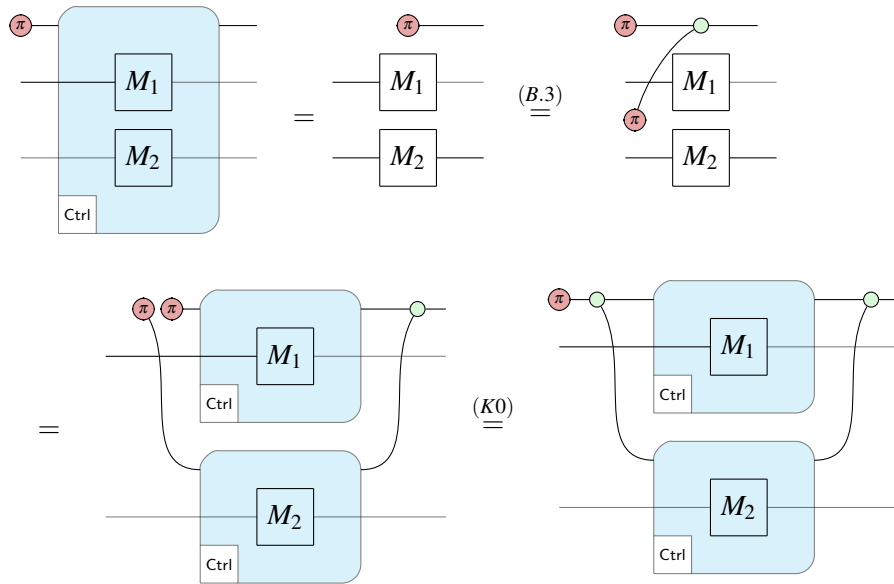 π π π
M₁ M₁ (B.3) M₁
= =
π
M₂ M₂ M₂
Ctrl
π π π
M₁ M₁
Ctrl (K0) Ctrl
= =
M₂ M₂
Ctrl Ctrl